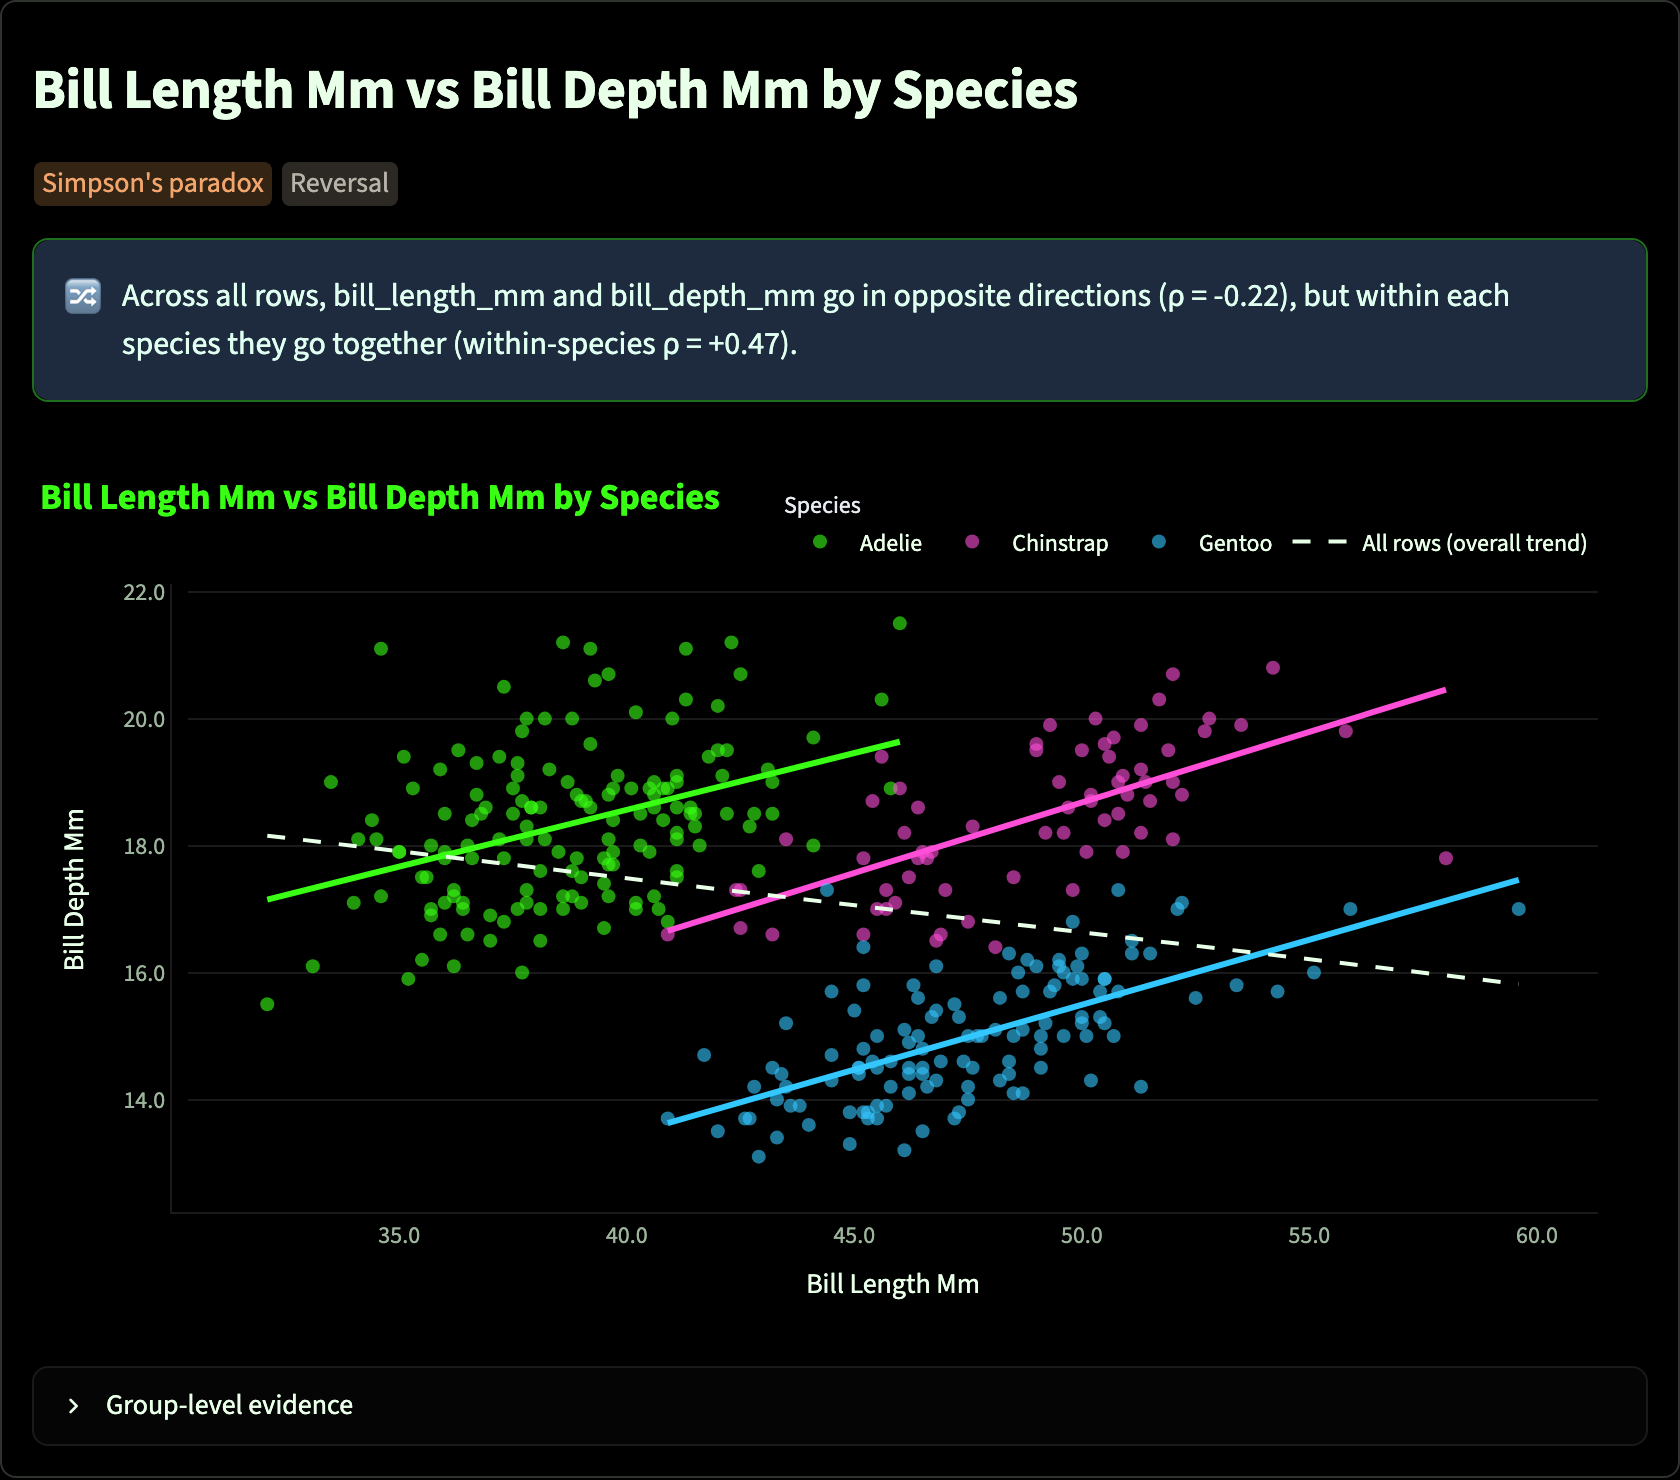 Bill Length Mm vs Bill Depth Mm by Species
Simpson's paradox Reversal
Across all rows, bill_length_mm and bill_depth_mm go in opposite directions (ρ = -0.22), but within each
species they go together (within-species ρ = +0.47).
Bill Length Mm vs Bill Depth Mm by Species
Species
Adelie Chinstrap Gentoo All rows (overall trend)
22.0
20.0
18.0
16.0
14.0
Bill Depth Mm
35.0 40.0 45.0 50.0 55.0 60.0
Bill Length Mm
Group-level evidence